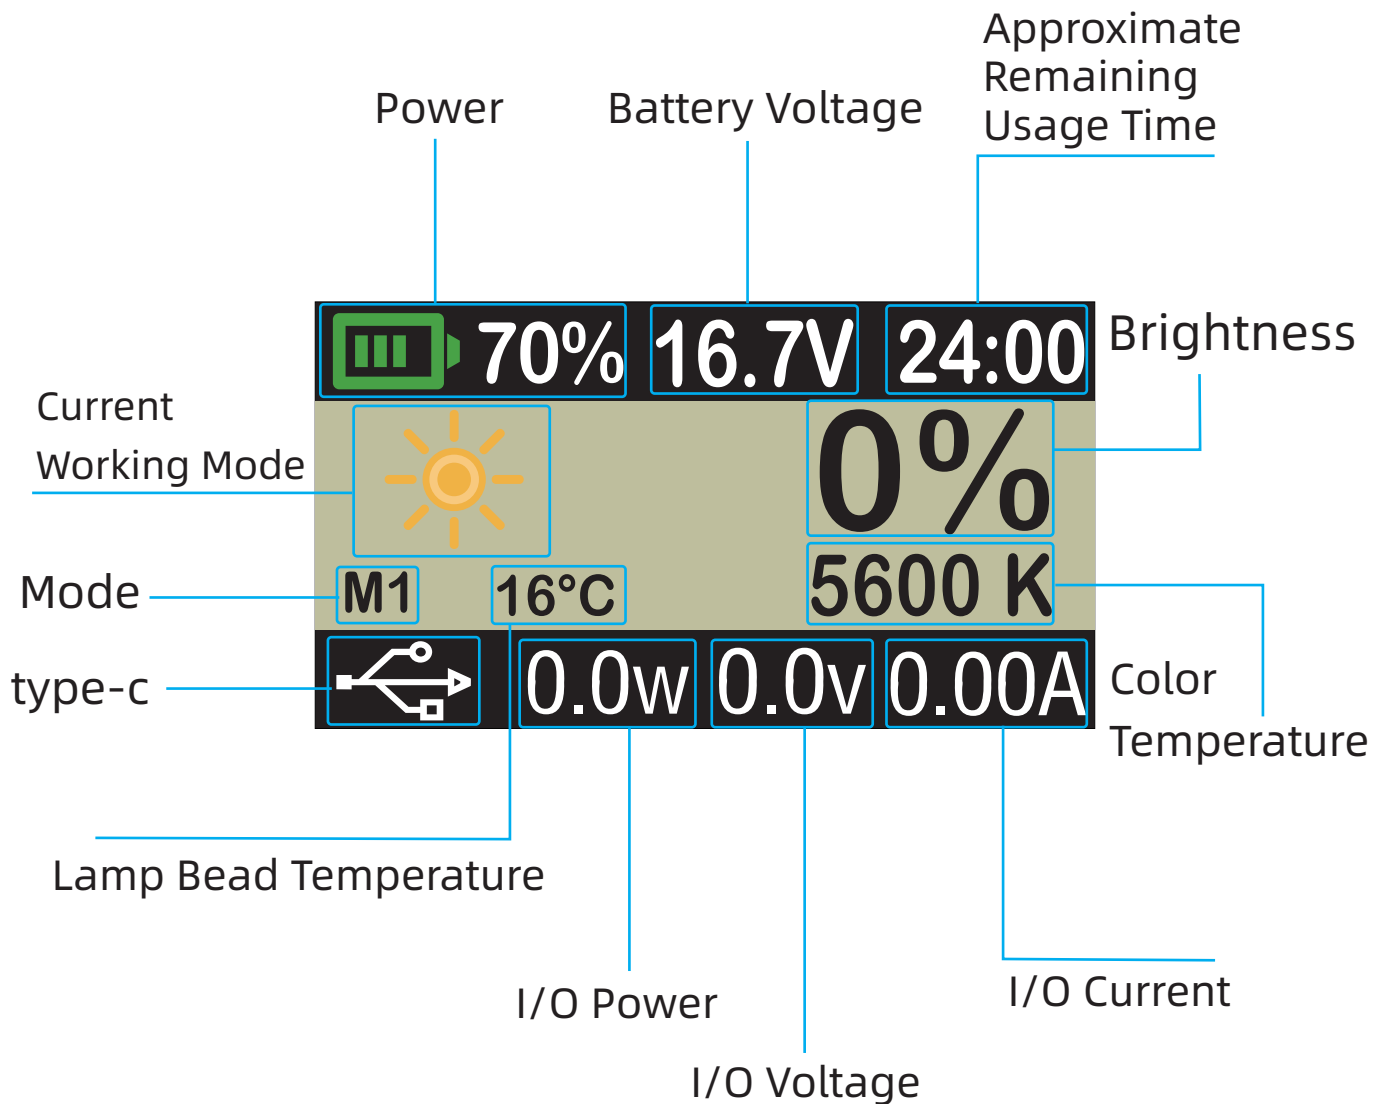 Approximate
Remaining
Usage Time
Power
Battery Voltage
70%
16.7V
24:00
Brightness
Current
Working Mode
0%
Mode
M1
16°C
5600 K
type-c
0.0w
0.0v
0.00A
Color
Temperature
Lamp Bead Temperature
I/O Power
I/O Current
I/O Voltage